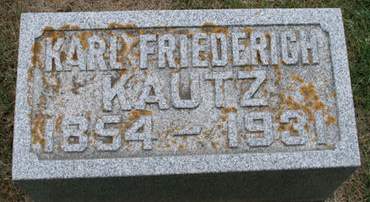 KARL FRIEDERICH
KAUTZ
1854 - 1931